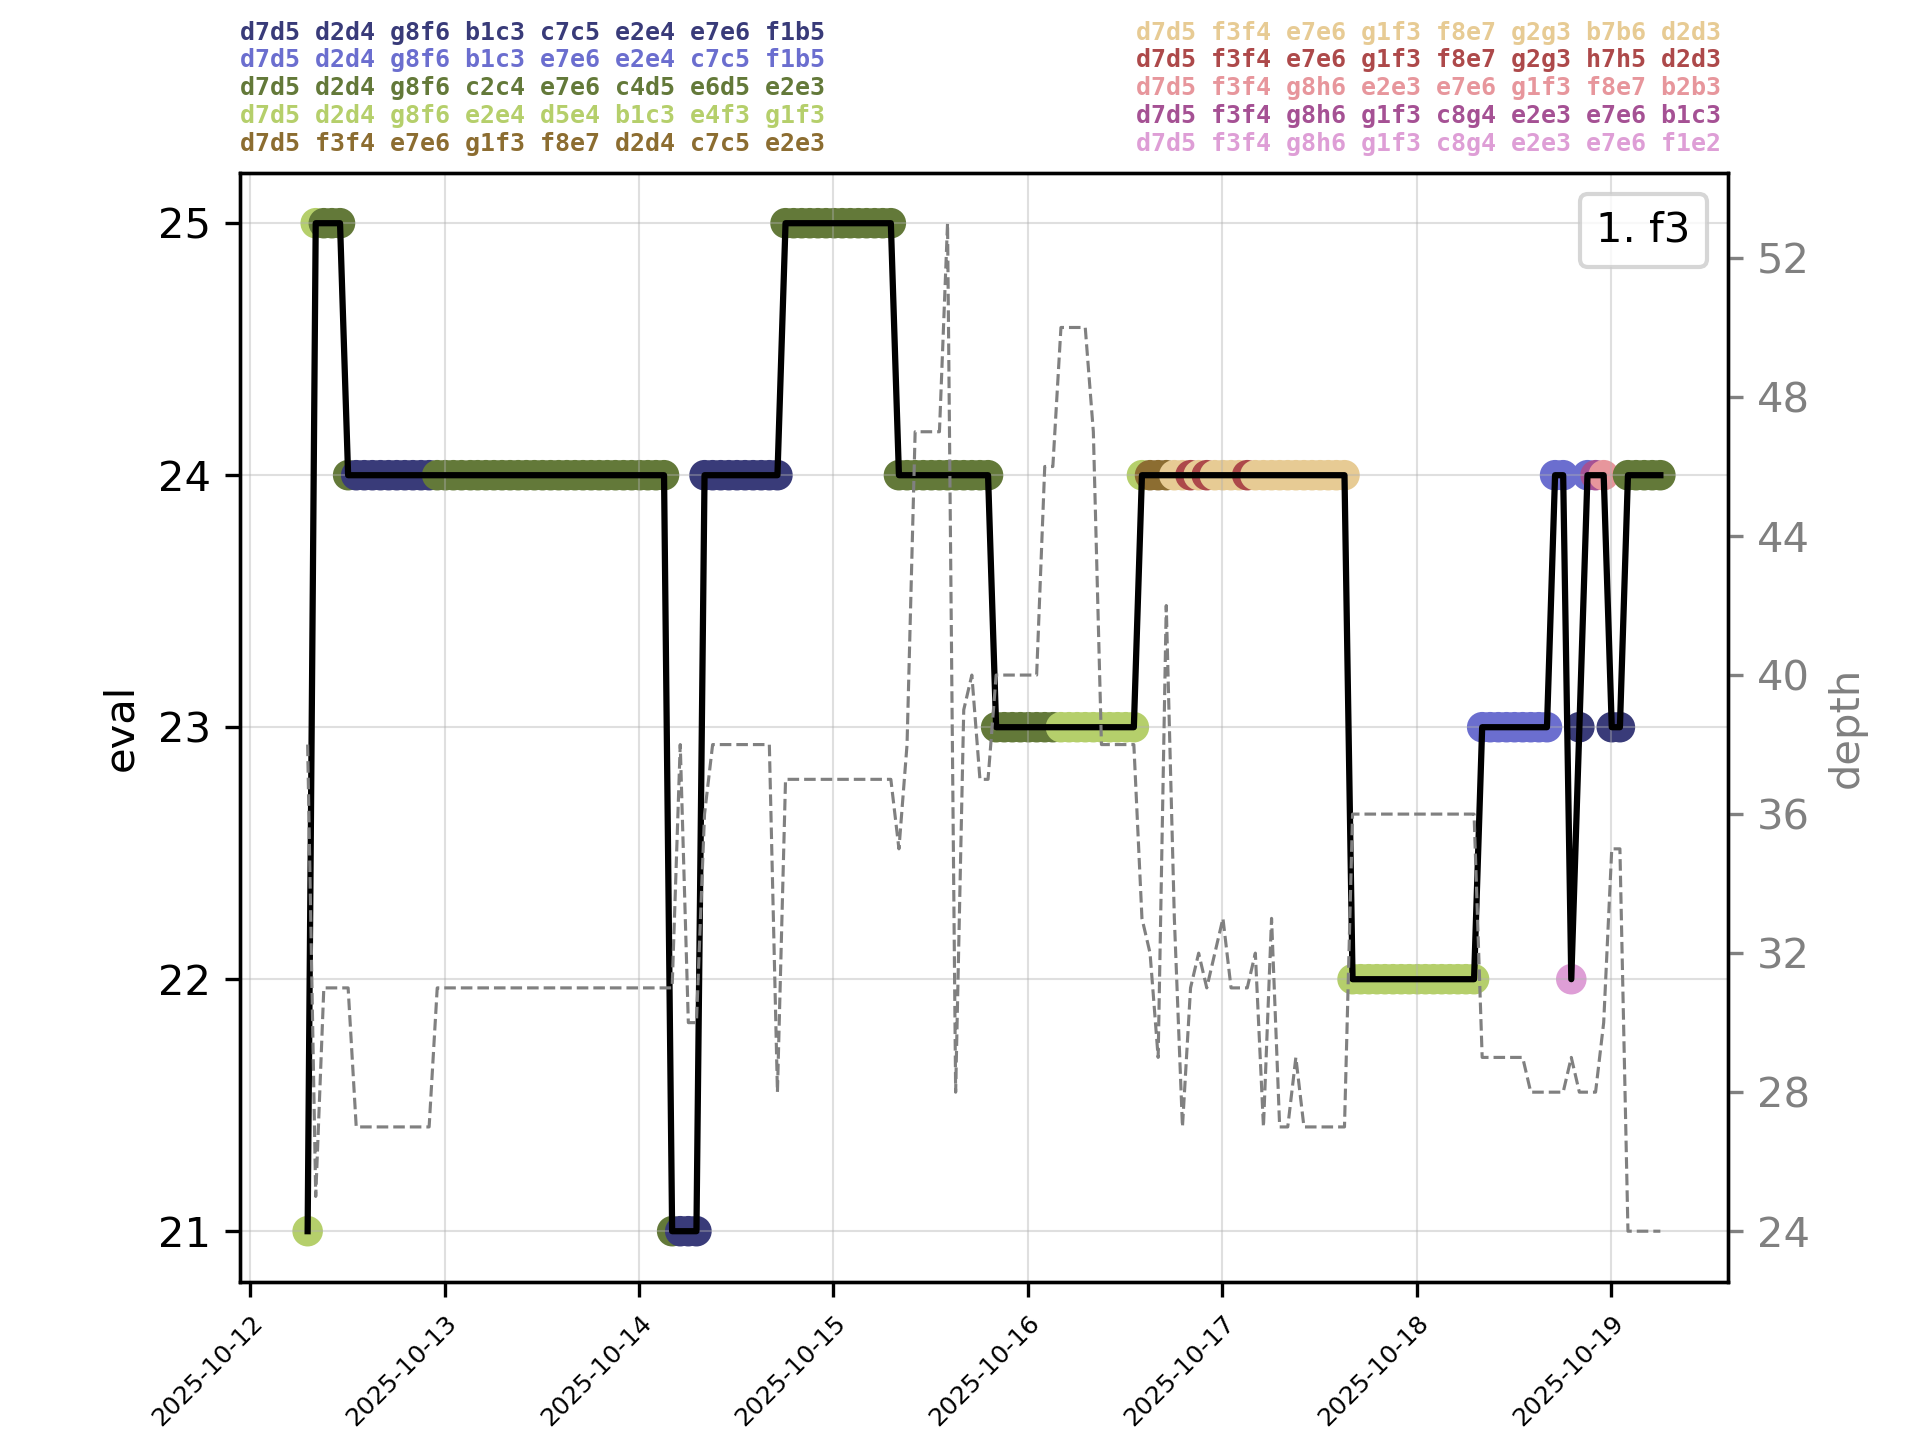 d7d5 d2d4 g8f6 b1c3 c7c5 e2e4 e7e6 f1b5
d7d5 d2d4 g8f6 b1c3 e7e6 e2e4 c7c5 f1b5
d7d5 d2d4 g8f6 c2c4 e7e6 c4d5 e6d5 e2e3
d7d5 d2d4 g8f6 e2e4 d5e4 b1c3 e4f3 g1f3
d7d5 f3f4 e7e6 g1f3 f8e7 d2d4 c7c5 e2e3
d7d5 f3f4 e7e6 g1f3 f8e7 g2g3 b7b6 d2d3
d7d5 f3f4 e7e6 g1f3 f8e7 g2g3 h7h5 d2d3
d7d5 f3f4 g8h6 e2e3 e7e6 g1f3 f8e7 b2b3
d7d5 f3f4 g8h6 g1f3 c8g4 e2e3 e7e6 b1c3
d7d5 f3f4 g8h6 g1f3 c8g4 e2e3 e7e6 f1e2
1. f3
eval
25
24
23
22
21
52
48
44
40
36
32
28
24
depth
2025-10-12
2025-10-13
2025-10-14
2025-10-15
2025-10-16
2025-10-17
2025-10-18
2025-10-19